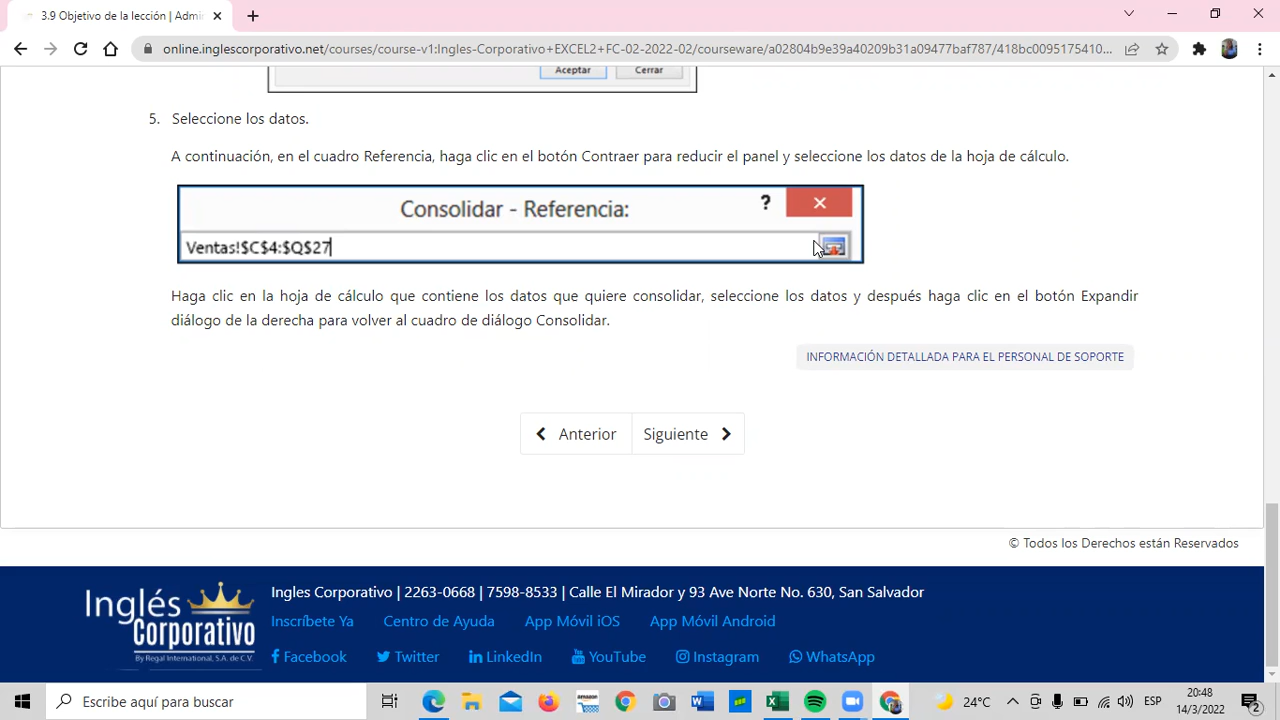 3.9 Objetivo de la lección | Admin
online.inglescorporativo.net/courses/course-v1:Ingles-Corporativo+EXCEL2+FC-02-2022-02/courseware/a02804b9e39a40209b31a09477baf787/418bc0095175410...
Aceptar Cerrar
5. Seleccione los datos.
A continuación, en el cuadro Referencia, haga clic en el botón Contraer para reducir el panel y seleccione los datos de la hoja de cálculo.
Consolidar - Referencia: ?
Ventas!$C$4:$Q$27
Haga clic en la hoja de cálculo que contiene los datos que quiere consolidar, seleccione los datos y después haga clic en el botón Expandir
diálogo de la derecha para volver al cuadro de diálogo Consolidar.
INFORMACIÓN DETALLADA PARA EL PERSONAL DE SOPORTE
Anterior Siguiente
© Todos los Derechos están Reservados
Inglés
Corporativo
By Regal International, S.A. de C.V.
Ingles Corporativo | 2263-0668 | 7598-8533 | Calle El Mirador y 93 Ave Norte No. 630, San Salvador
Inscríbete Ya Centro de Ayuda App Móvil iOS App Móvil Android
Facebook Twitter LinkedIn YouTube Instagram WhatsApp
Escribe aquí para buscar
amazon
24°C
ESP
20:48
14/3/2022
2